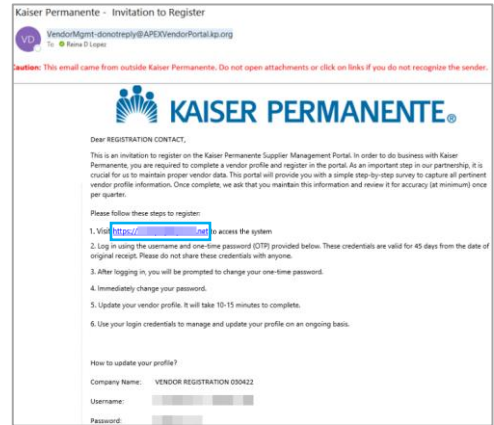 Kaiser Permanente - Invitation to Register
VD
VendorMgmt-donotreply@APEXVendorPortal.kp.org
To Reina D Lopez
Caution: This email came from outside Kaiser Permanente. Do not open attachments or click on links if you do not recognize the sender.
KAISER PERMANENTE®
Dear REGISTRATION CONTACT,
This is an invitation to register on the Kaiser Permanente Supplier Management Portal. In order to do business with Kaiser
Permanente, you are required to complete a vendor profile and register in the portal. As an important step in our partnership, it is
crucial for us to maintain proper vendor data. This portal will provide you with a simple step-by-step survey to capture all pertinent
vendor profile information. Once complete, we ask that you maintain this information and review it for accuracy (at minimum) once
per quarter.
Please follow these steps to register:
1. Visit https:// .net to access the system
2. Log in using the username and one-time password (OTP) provided below. These credentials are valid for 45 days from the date of
original receipt. Please do not share these credentials with anyone.
3. After logging in, you will be prompted to change your one-time password.
4. Immediately change your password.
5. Update your vendor profile. It will take 10-15 minutes to complete.
6. Use your login credentials to manage and update your profile on an ongoing basis.
How to update your profile?
Company Name: VENDOR REGISTRATION 030422
Username:
Password: